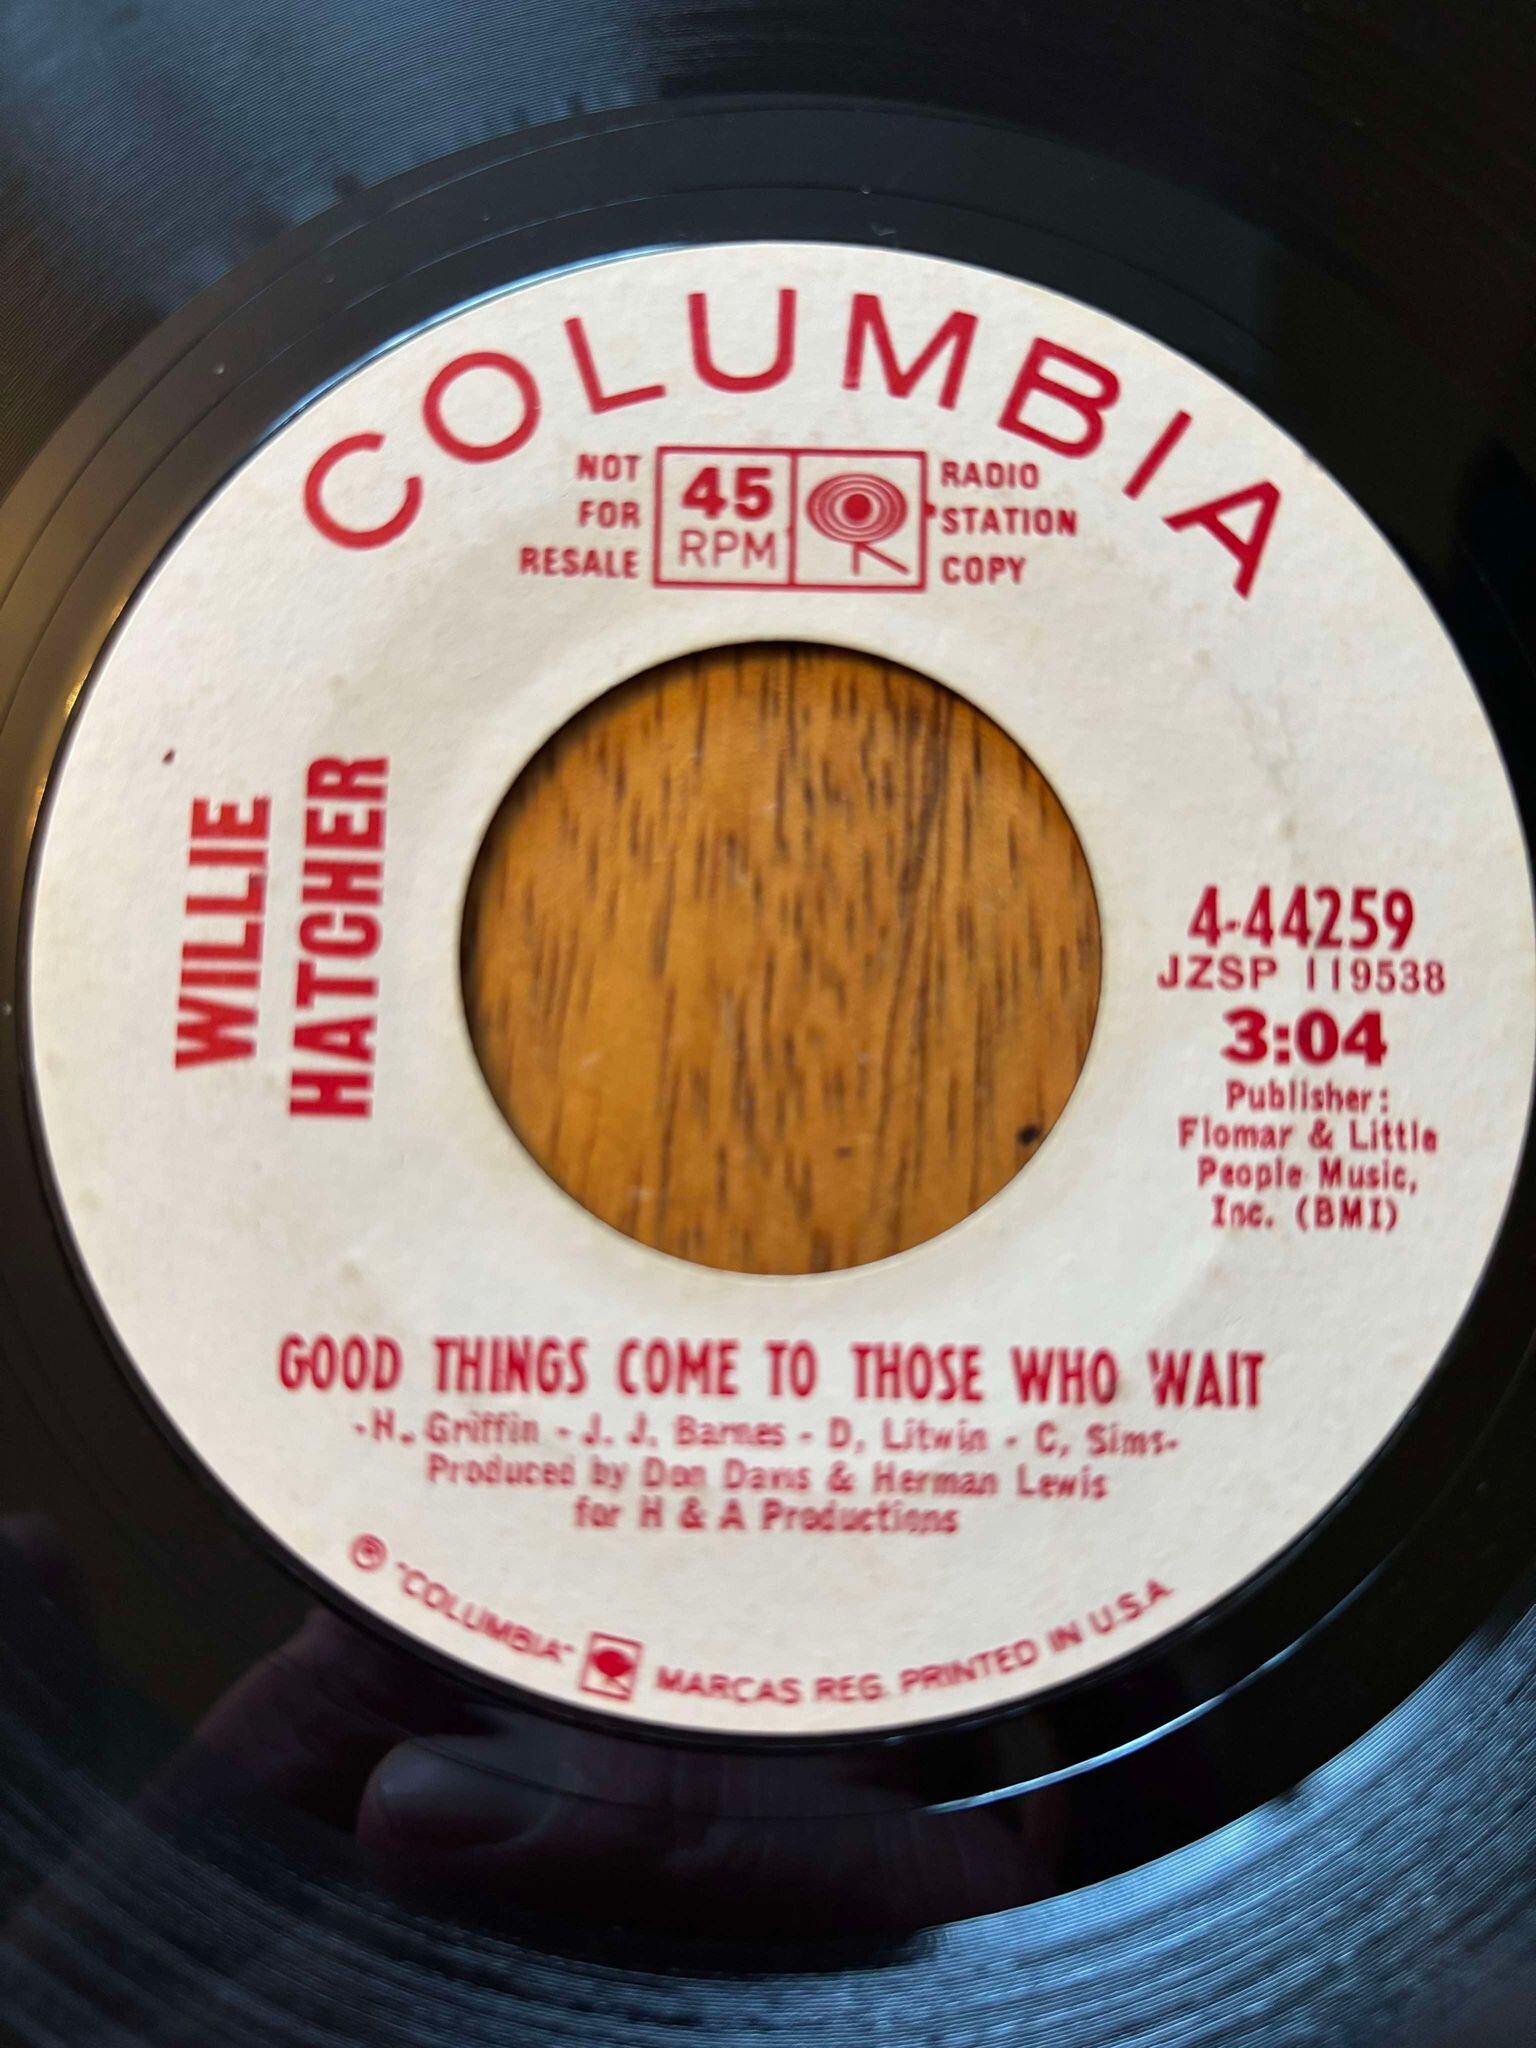 COLUMBIA
NOT
FOR
RESALE
45
RPM
RADIO
STATION
COPY
WILLIE
HATCHER
4-44259
JZSP 119538
3:04
Publisher:
Flomar & Little
People Music,
Inc. (BMI)
GOOD THINGS COME TO THOSE WHO WAIT
-H. Griffin - J. J. Barnes - D. Litwin - C. Sims-
Produced by Don Davis & Herman Lewis
for H & A Productions
℗ "COLUMBIA" MARCAS REG. PRINTED IN U.S.A.